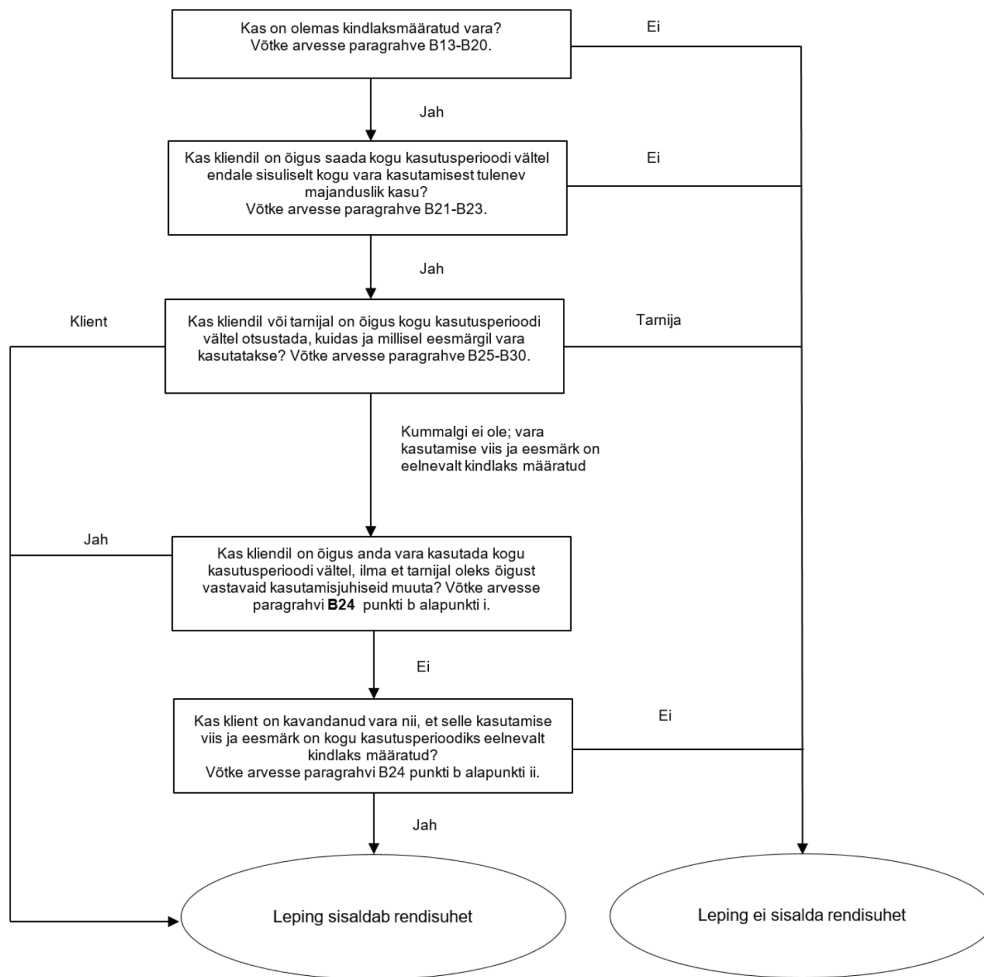 Kas on olemas kindlaksmääratud vara?
Võtke arvesse paragrahve B13-B20.
Ei
Jah
Kas kliendil on õigus saada kogu kasutusperioodi vältel
endale sisuliselt kogu vara kasutamisest tulenev
majanduslik kasu?
Võtke arvesse paragrahve B21-B23.
Ei
Jah
Klient
Kas kliendil või tarnijal on õigus kogu kasutusperioodi
vältel otsustada, kuidas ja millisel eesmärgil vara
kasutatakse? Võtke arvesse paragrahve B25-B30.
Tarnija
Kummalgi ei ole; vara
kasutamise viis ja eesmärk on
eelnevalt kindlaks määratud
Jah
Kas kliendil on õigus anda vara kasutada kogu
kasutusperioodi vältel, ilma et tarnijal oleks õigust
vastavaid kasutamisjuhiseid muuta? Võtke arvesse
paragrahvi B24 punkti b alapunkti i.
Ei
Kas klient on kavandanud vara nii, et selle kasutamise
viis ja eesmärk on kogu kasutusperioodiks eelnevalt
kindlaks määratud?
Võtke arvesse paragrahvi B24 punkti b alapunkti ii.
Ei
Jah
Leping sisaldab rendisuhet
Leping ei sisalda rendisuhet